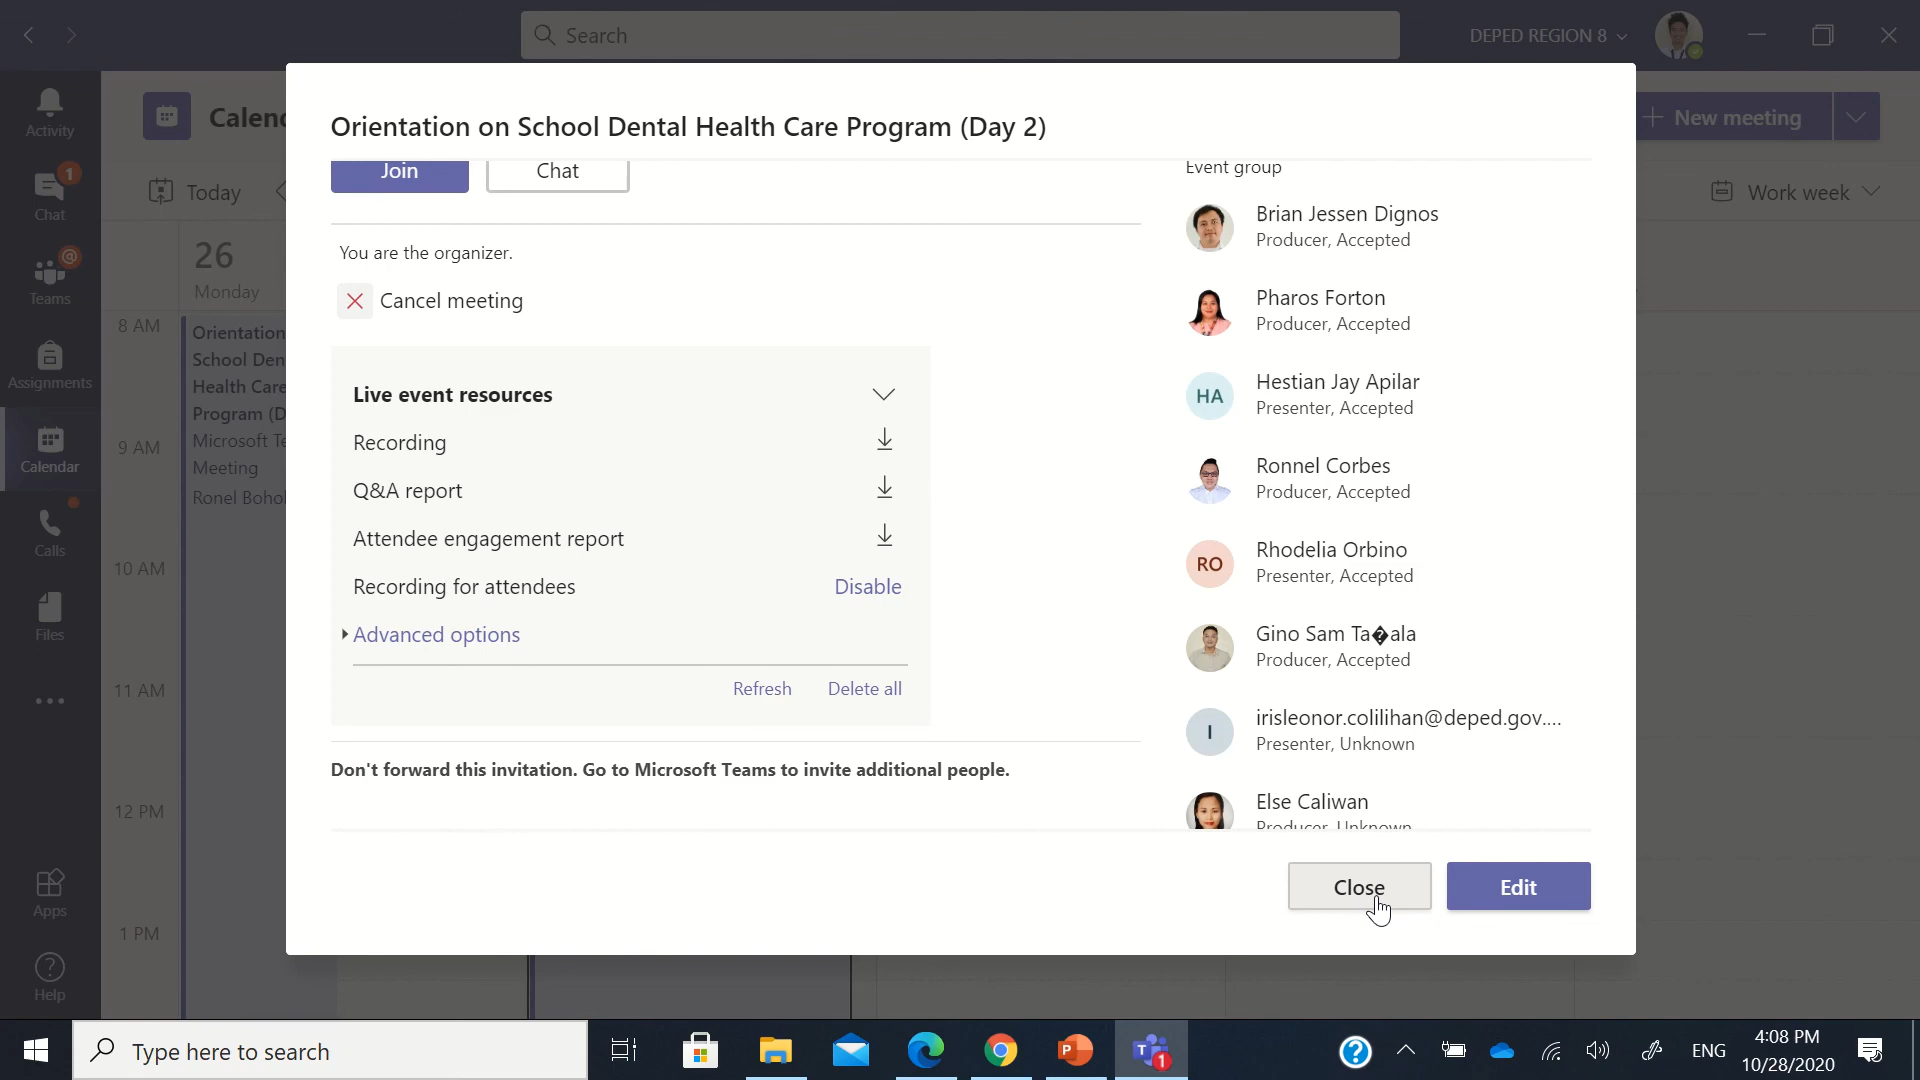 Search
DEPED REGION 8
Activity
1
Chat
Teams
Assignments
Calendar
Calls
Files
Apps
Help
New meeting
Today
Work week
26
Monday
8 AM
9 AM
10 AM
11 AM
12 PM
1 PM
Orientation
Health Care
Microsoft
Meeting
Orientation on School Dental Health Care Program (Day 2)
Join
Chat
You are the organizer.
Cancel meeting
Live event resources
Recording
Q&A report
Attendee engagement report
Recording for attendees Disable
Advanced options
Refresh Delete all
Don't forward this invitation. Go to Microsoft Teams to invite additional people.
Event group
Brian Jessen Dignos
Producer, Accepted
Pharos Forton
Producer, Accepted
HA
Hestian Jay Apilar
Presenter, Accepted
Ronnel Corbes
Producer, Accepted
RO
Rhodelia Orbino
Presenter, Accepted
Gino Sam Ta�ala
Producer, Accepted
I
irisleonor.colilihan@deped.gov....
Presenter, Unknown
Else Caliwan
Producer, Unknown
Close
Edit
Type here to search
ENG
4:08 PM
10/28/2020